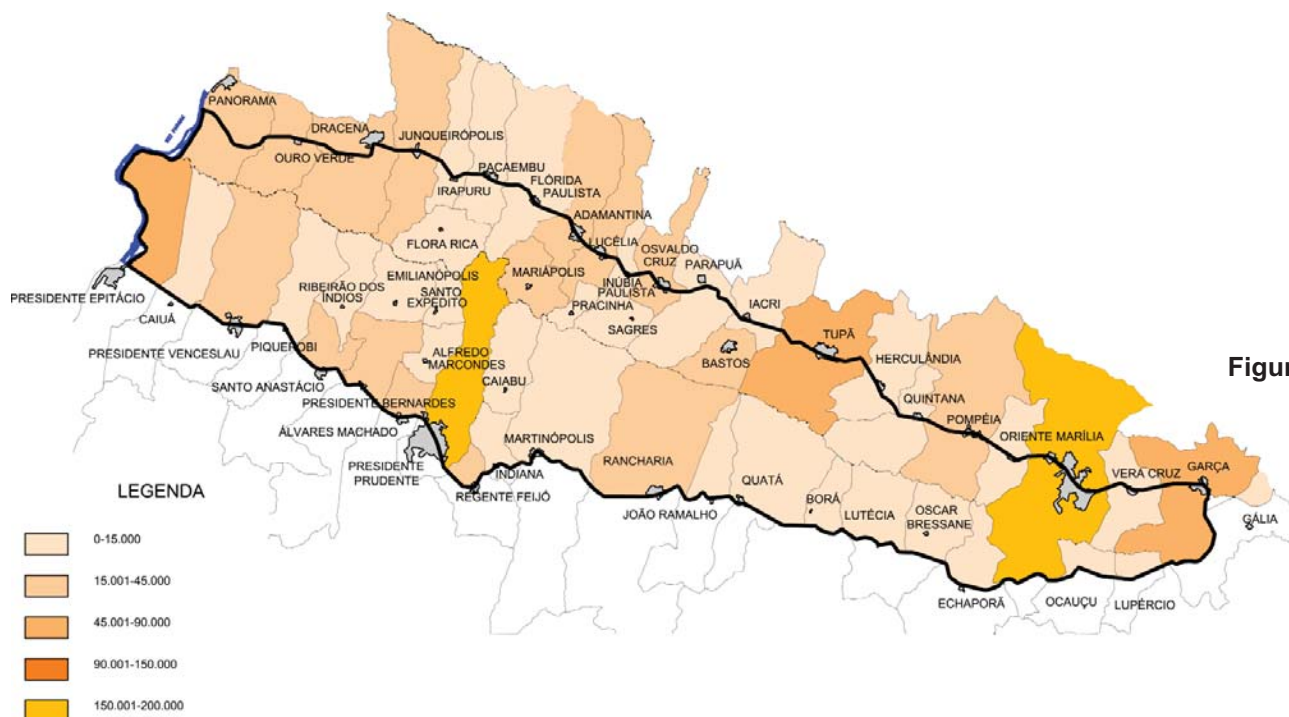 PANORAMA
DRACENA
OURO VERDE
JUNQUEIRÓPOLIS
PACAEMBU
IRAPURU
FLÓRIDA
PAULISTA
ADAMANTINA
FLORA RICA
LUCÉLIA
OSVALDO
CRUZ
PARAPUÃ
EMILIANÓPOLIS
MARIÁPOLIS
INÚBIA
PAULISTA
RIBEIRÃO DOS
ÍNDIOS
SANTO
EXPEDITO
PRACINHA
PRESIDENTE EPITÁCIO
CAIUÁ
SAGRES
IACRI
TUPÃ
PRESIDENTE VENCESLAU
PIQUEROBI
ALFREDO
MARCONDES
BASTOS
HERCULÂNDIA
Figur
SANTO ANASTÁCIO
CAIABU
PRESIDENTE BERNARDES
QUINTANA
POMPÉIA
ÁLVARES MACHADO
ORIENTE MARÍLIA
MARTINÓPOLIS
RANCHARIA
PRESIDENTE
PRUDENTE
INDIANA
QUATÁ
VERA CRUZ
GARÇA
LEGENDA
REGENTE FEIJÓ
JOÃO RAMALHO
BORÁ
LUTÉCIA
OSCAR
BRESSANE
GÁLIA
0-15.000
15.001-45.000
ECHAPORÃ
OCAUÇU
LUPÉRCIO
45.001-90.000
90.001-150.000
150.001-200.000